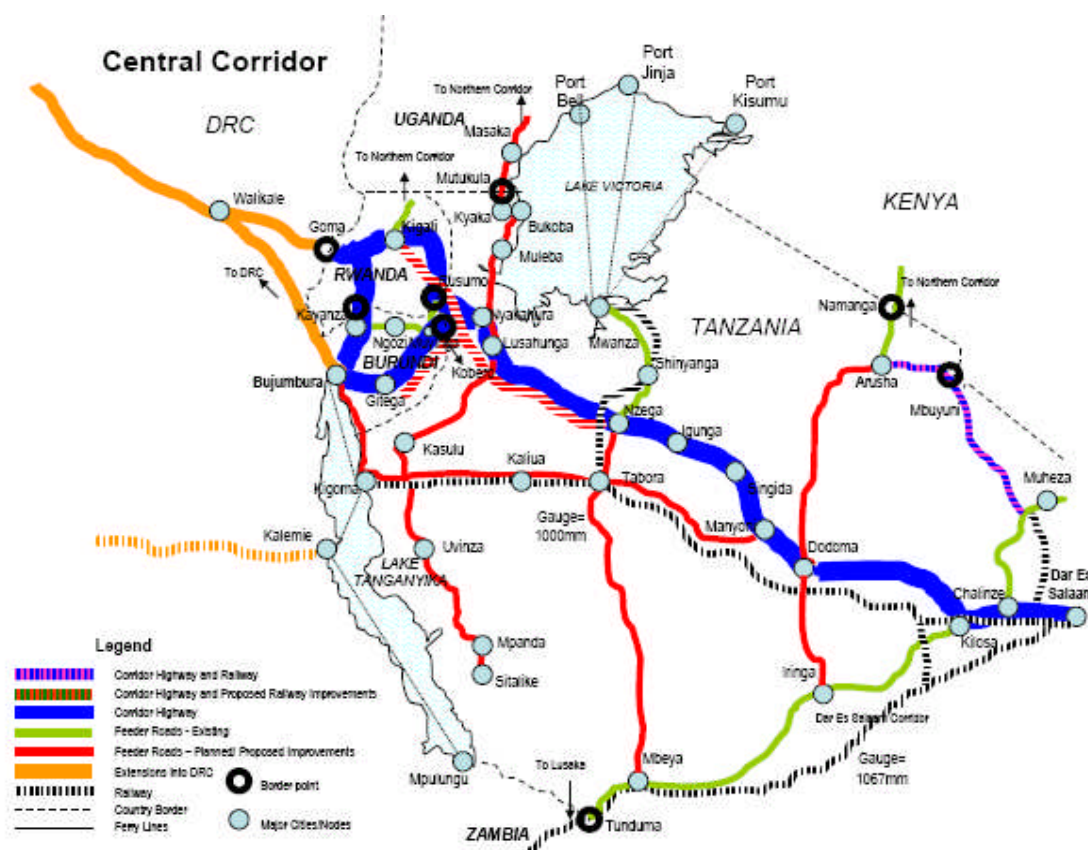 Central Corridor
Port
Jinja
Port
Bell
Port
Kisumu
To Northern Corridor
DRC
UGANDA
Masaka
To Northern Corridor
Mutukula
LAKE VICTORIA
Walikale
Kyaka
Bukoba
KENYA
Goma
Kigali
Muleba
To DRC
RWANDA
To Northern Corridor
Namanga
Kayanza
Nyakahura
TANZANIA
Ngozi
Mwanza
Lusahunga
BURUNDI
Shinyanga
Arusha
Bujumbura
Kobero
Mbuyuni
Gitega
Nzega
Igunga
Kasulu
Kaliua
Singida
Muheza
Kigoma
Tabora
Gauge=
1000mm
Manyoni
Kalemie
Uvinza
Dodoma
LAKE
TANGANYIKA
Dar Es
Salaam
Chalinze
Kilosa
Legend
Mpanda
Corridor Highway and Railway
Iringa
Sitalike
Corridor Highway and Proposed Railway Improvements
Corridor Highway
Dar Es Salaam Corridor
Feeder Roads - Existing
Feeder Roads – Planned/ Proposed Improvements
Mbeya
Gauge=
1067mm
Extensions into DRC
Mpulungu
To Lusaka
Railway
Border point
Country Border
Ferry Lines
Major Cities/Nodes
Tunduma
ZAMBIA